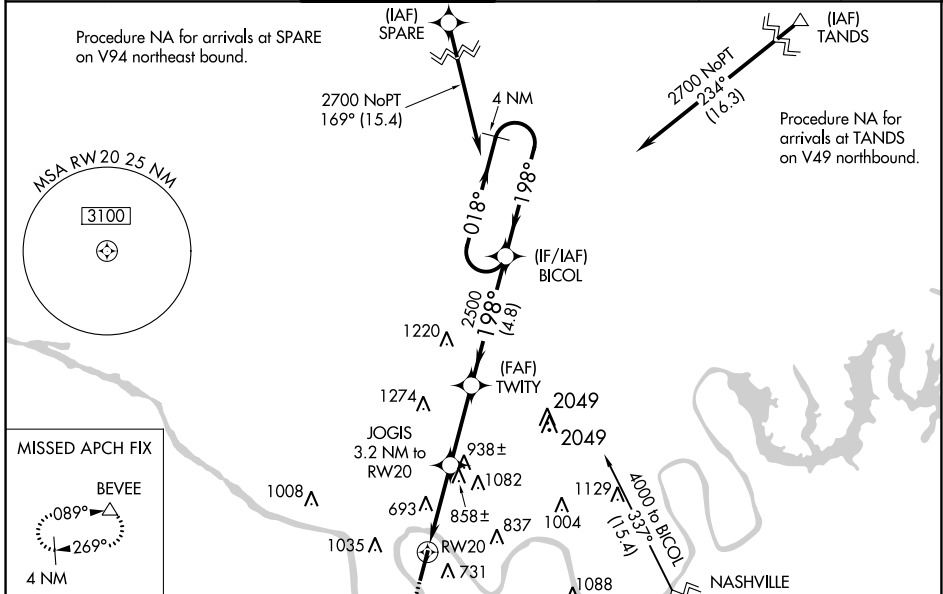 Procedure NA for arrivals at SPARE
on V94 northeast bound.
(IAF)
SPARE
(IAF)
TANDS
2700 NoPT
169° (15.4)
4 NM
2700 NoPT
234°
(16.3)
Procedure NA for
arrivals at TANDS
on V49 northbound.
MSA RW20 25 NM
3100
018°
198°
(IF/IAF)
BICOL
2500
198°
(4.8)
1220
(FAF)
TWITY
1274
2049
2049
JOGIS
3.2 NM to
RW20
938±
1082
858±
1008
693
837
1004
1129
4000 to BICOL
337°
(15.4)
1035
RW20
731
1088
NASHVILLE
MISSED APCH FIX
BEVEE
089°
269°
4 NM